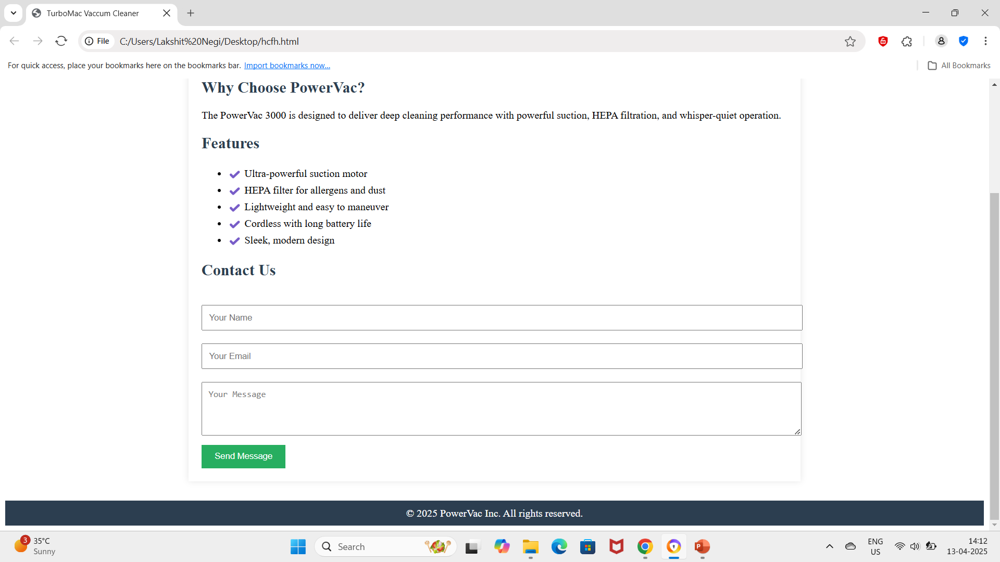 TurboMac Vaccum Cleaner
File
C:/Users/Lakshit%20Negi/Desktop/hcfh.html
For quick access, place your bookmarks here on the bookmarks bar. Import bookmarks now...
All Bookmarks
Why Choose PowerVac?
The PowerVac 3000 is designed to deliver deep cleaning performance with powerful suction, HEPA filtration, and whisper-quiet operation.
Features
• ✔ Ultra-powerful suction motor
• ✔ HEPA filter for allergens and dust
• ✔ Lightweight and easy to maneuver
• ✔ Cordless with long battery life
• ✔ Sleek, modern design
Contact Us
Your Name
Your Email
Your Message
Send Message
© 2025 PowerVac Inc. All rights reserved.
3
35°C
Sunny
Search
P
ENG
US
14:12
13-04-2025